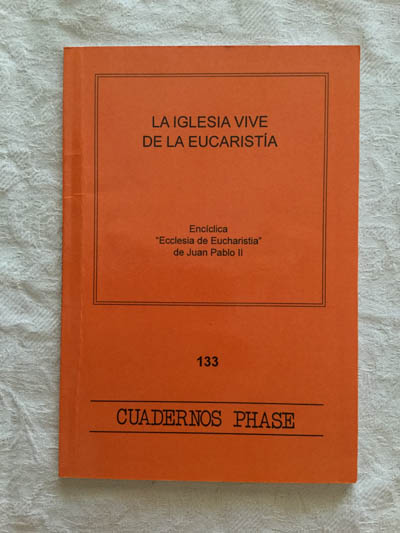 LA IGLESIA VIVE
DE LA EUCARISTÍA
Encíclica
"Ecclesia de Eucharistia"
de Juan Pablo II
133
CUADERNOS PHASE